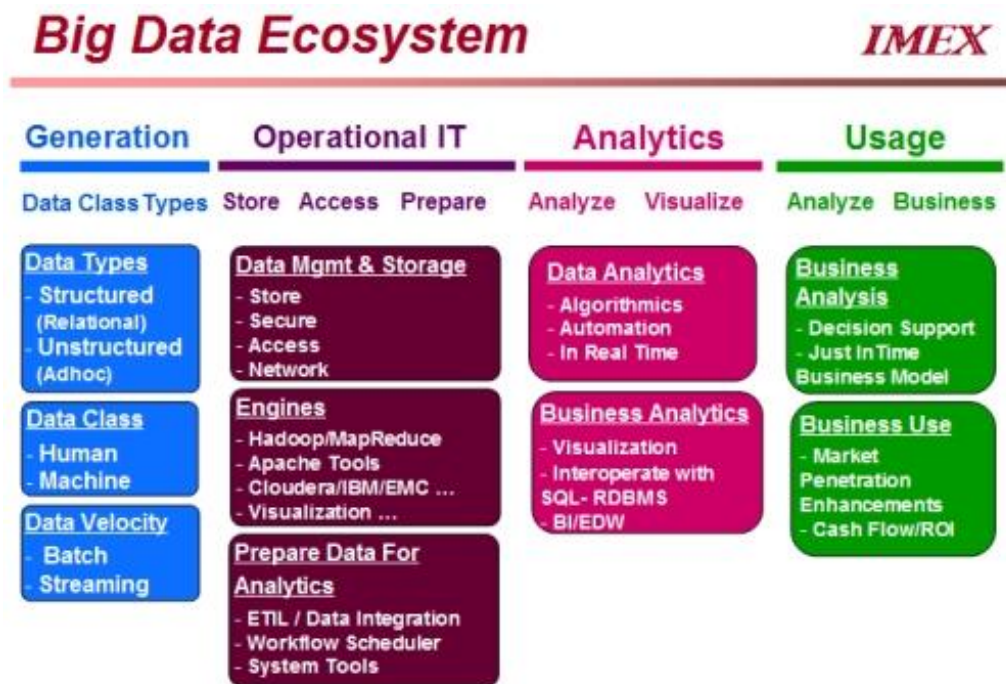 Big Data Ecosystem
IMEX
Generation
Operational IT
Analytics
Usage
Data Class Types
Store Access Prepare
Analyze Visualize
Analyze Business
Data Types
- Structured
(Relational)
- Unstructured
(Adhoc)
Data Class
- Human
- Machine
Data Velocity
- Batch
- Streaming
Data Mgmt & Storage
- Store
- Secure
- Access
- Network
Engines
- Hadoop/MapReduce
- Apache Tools
- Cloudera/IBM/EMC ...
- Visualization ...
Prepare Data For
Analytics
- ETIL / Data Integration
- Workflow Scheduler
- System Tools
Data Analytics
- Algorithmics
- Automation
- In Real Time
Business Analytics
- Visualization
- Interoperate with
SQL- RDBMS
- BI/EDW
Business
Analysis
- Decision Support
- Just InTime
Business Model
Business Use
- Market
Penetration
Enhancements
- Cash Flow/ROI